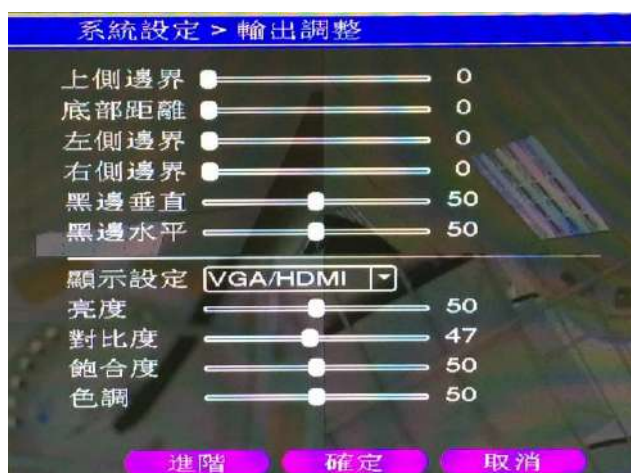 系統設定 > 輸出調整
上側邊界 0
底部距離 0
左側邊界 0
右側邊界 0
黑邊垂直 50
黑邊水平 50
顯示設定 VGA/HDMI
亮度 50
對比度 47
飽合度 50
色調 50
進階 確定 取消